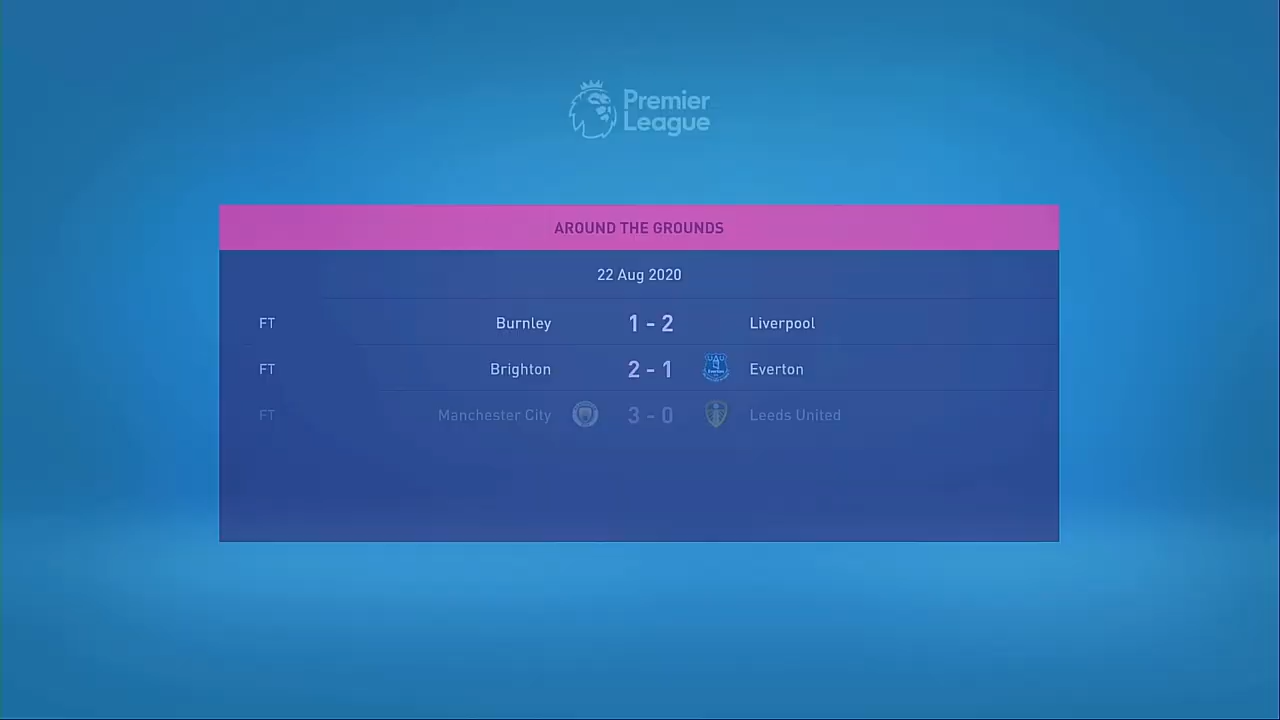 Premier
League
AROUND THE GROUNDS
22 Aug 2020
FT Burnley 1 - 2 Liverpool
FT Brighton 2 - 1 Everton
FT Manchester City 3 - 0 Leeds United